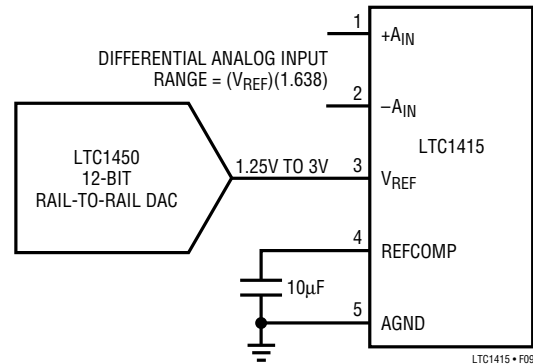 DIFFERENTIAL ANALOG INPUT
RANGE = (VREF)(1.638)
LTC1450
12-BIT
RAIL-TO-RAIL DAC
1.25V TO 3V
10µF
1
+AIN
2
–AIN
LTC1415
3
VREF
4
REFCOMP
5
AGND
LTC1415 • F09